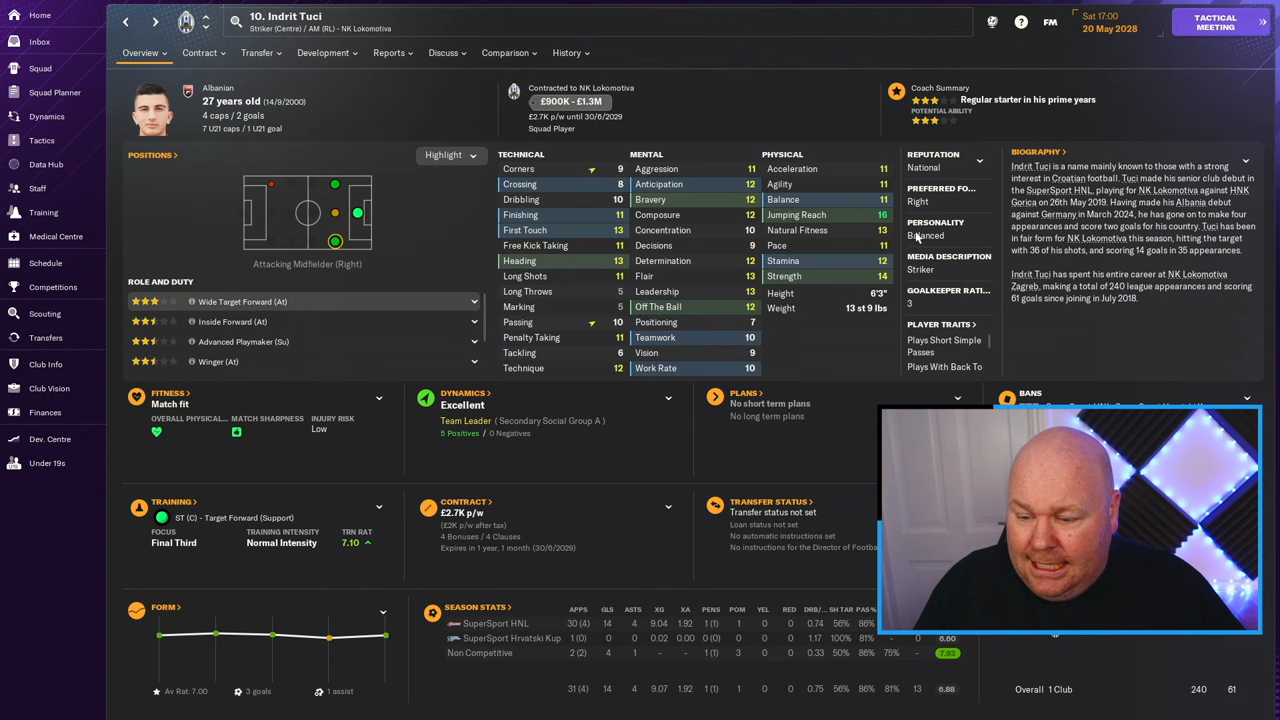 Home
Inbox
Squad
Squad Planner
Dynamics
Tactics
Data Hub
Staff
Training
Medical Centre
Schedule
Competitions
Scouting
Transfers
Club Info
Club Vision
Finances
Dev. Centre
Under 19s
10. Indrit Tuci
Striker (Centre) / AM (RL) - NK Lokomotiva
FM
Sat 17:00
20 May 2028
TACTICAL
MEETING
Overview Contract Transfer Development Reports Discuss Comparison History
Albanian
27 years old (14/9/2000)
4 caps / 2 goals
7 U21 caps / 1 U21 goal
Contracted to NK Lokomotiva
£900K - £1.3M
£2.7K p/w until 30/6/2029
Squad Player
Coach Summary
Regular starter in his prime years
POTENTIAL ABILITY
POSITIONS
Highlight
Attacking Midfielder (Right)
ROLE AND DUTY
Wide Target Forward (At)
Inside Forward (At)
Advanced Playmaker (Su)
Winger (At)
TECHNICAL
Corners 9
Crossing 8
Dribbling 10
Finishing 11
First Touch 13
Free Kick Taking 11
Heading 13
Long Shots 11
Long Throws 5
Marking 5
Passing 10
Penalty Taking 11
Tackling 6
Technique 12
MENTAL
Aggression 11
Anticipation 12
Bravery 12
Composure 12
Concentration 10
Decisions 9
Determination 12
Flair 13
Leadership 13
Off The Ball 12
Positioning 7
Teamwork 10
Vision 9
Work Rate 10
PHYSICAL
Acceleration 11
Agility 11
Balance 11
Jumping Reach 16
Natural Fitness 13
Pace 11
Stamina 12
Strength 14
Height 6'3"
Weight 13 st 9 lbs
REPUTATION
National
PREFERRED FO...
Right
PERSONALITY
Balanced
MEDIA DESCRIPTION
Striker
GOALKEEPER RATI...
3
PLAYER TRAITS
Plays Short Simple
Passes
Plays With Back To
BIOGRAPHY
Indrit Tuci is a name mainly known to those with a strong
interest in Croatian football. Tuci made his senior club debut in
the SuperSport HNL, playing for NK Lokomotiva against HNK
Gorica on 26th May 2019. Having made his Albania debut
against Germany in March 2024, he has gone on to make four
appearances and score two goals for his country. Tuci has been
in fair form for NK Lokomotiva this season, hitting the target
with 36 of his shots, and scoring 14 goals in 35 appearances.
Indrit Tuci has spent his entire career at NK Lokomotiva
Zagreb, making a total of 240 league appearances and scoring
61 goals since joining in July 2018.
FITNESS
Match fit
OVERALL PHYSICAL... MATCH SHARPNESS INJURY RISK
Low
DYNAMICS
Excellent
Team Leader ( Secondary Social Group A )
5 Positives / 0 Negatives
PLANS
No short term plans
No long term plans
BANS
TRAINING
ST (C) - Target Forward (Support)
FOCUS TRAINING INTENSITY TRN RAT
Final Third Normal Intensity 7.10
CONTRACT
£2.7K p/w
(£2K p/w after tax)
4 Bonuses / 4 Clauses
Expires in 1 year, 1 month (30/6/2029)
TRANSFER STATUS
Transfer status not set
Loan status not set
No automatic instructions set
No instructions for the Director of Footba
FORM
Av Rat: 7.00 3 goals 1 assist
SEASON STATS APPS GLS ASTS XG XA PENS POM YEL RED DRB/... SH TAR PAS%
SuperSport HNL 30 (4) 14 4 9.04 1.92 1 (1) 1 0 0 0.74 56% 86%
SuperSport Hrvatski Kup 1 (0) 0 0 0.02 0.00 0 (0) 0 0 0 1.17 100% 81% - 0 6.60
Non Competitive 2 (2) 4 1 - - 1 (1) 3 0 0 0.33 50% 86% 75% - 7.93
31 (4) 14 4 9.07 1.92 1 (1) 1 0 0 0.75 56% 86% 81% 13 6.88
Overall 1 Club 240 61